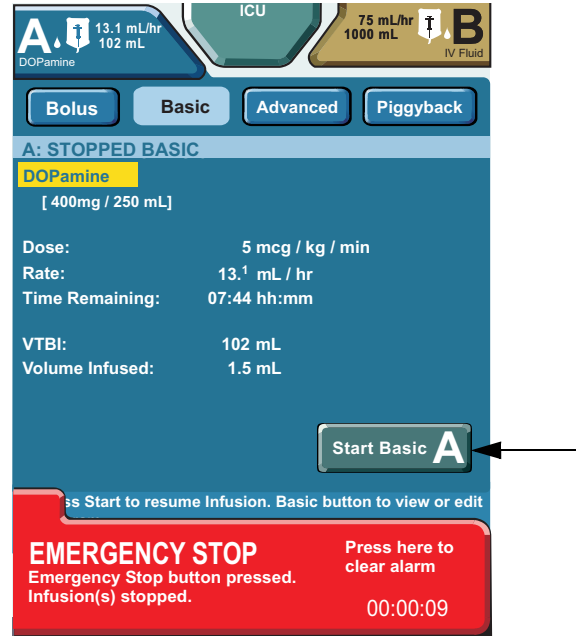 ICU
A 13.1 mL/hr
102 mL
DOPamine
75 mL/hr
1000 mL
B
IV Fluid
Bolus Basic Advanced Piggyback
A: STOPPED BASIC
DOPamine
[ 400mg / 250 mL]
Dose: 5 mcg / kg / min
Rate: 13.¹ mL / hr
Time Remaining: 07:44 hh:mm
VTBI: 102 mL
Volume Infused: 1.5 mL
Start Basic A
ss Start to resume Infusion. Basic button to view or edit
EMERGENCY STOP
Emergency Stop button pressed.
Infusion(s) stopped.
Press here to
clear alarm
00:00:09